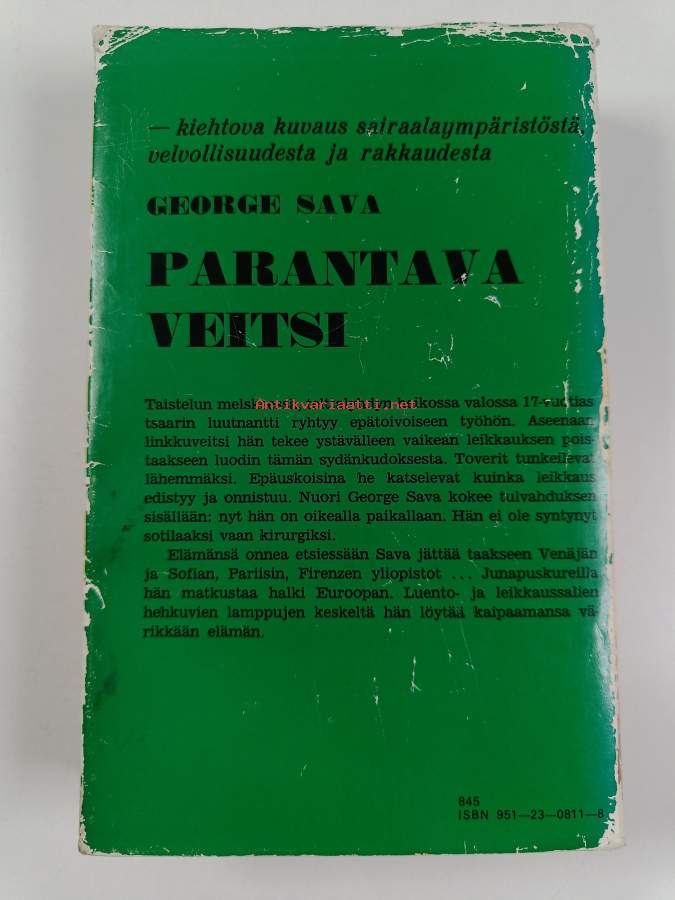 — kiehtova kuvaus sairaalaympäristöstä,
velvollisuudesta ja rakkaudesta
GEORGE SAVA
PARANTAVA
VEITSI
Antikvariaatti.net
Taistelun heikossa valossa 17-vuotias
tsaarin luutnantti ryhtyy epätoivoiseen työhön. Aseenaan
linkkuveitsi hän tekee ystävälleen vaikean leikkauksen pois-
taakseen luodin tämän sydänkudoksesta. Toverit tunkeilevat
lähemmäksi. Epäuskoisina he katselevat kuinka leikkaus
edistyy ja onnistuu. Nuori George Sava kokee tulvahduksen
sisällään: nyt hän on oikealla paikallaan. Hän ei ole syntynyt
sotilaaksi vaan kirurgiksi.
Elämänsä onnea etsiessään Sava jättää taakseen Venäjän
ja Sofian, Pariisin, Firenzen yliopistot ... Junapuskureilla
hän matkustaa halki Euroopan. Luento- ja leikkaussalien
hehkuvien lamppujen keskeltä hän löytää kaipaamansa vä-
rikkään elämän.
845
ISBN 951—23—0811—8